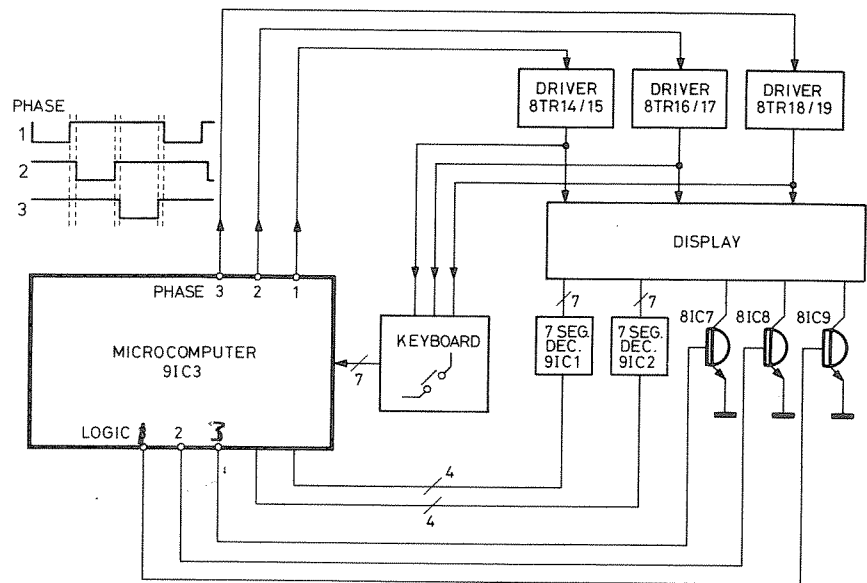 PHASE
1
2
3
DRIVER
8TR14/15
DRIVER
8TR16/17
DRIVER
8TR18/19
DISPLAY
PHASE 3 2 1
MICROCOMPUTER
9IC3
LOGIC 2 3
KEYBOARD
7
7 SEG.
DEC.
9IC1
7
7 SEG.
DEC.
9IC2
7
8IC7
8IC8
8IC9
4
4